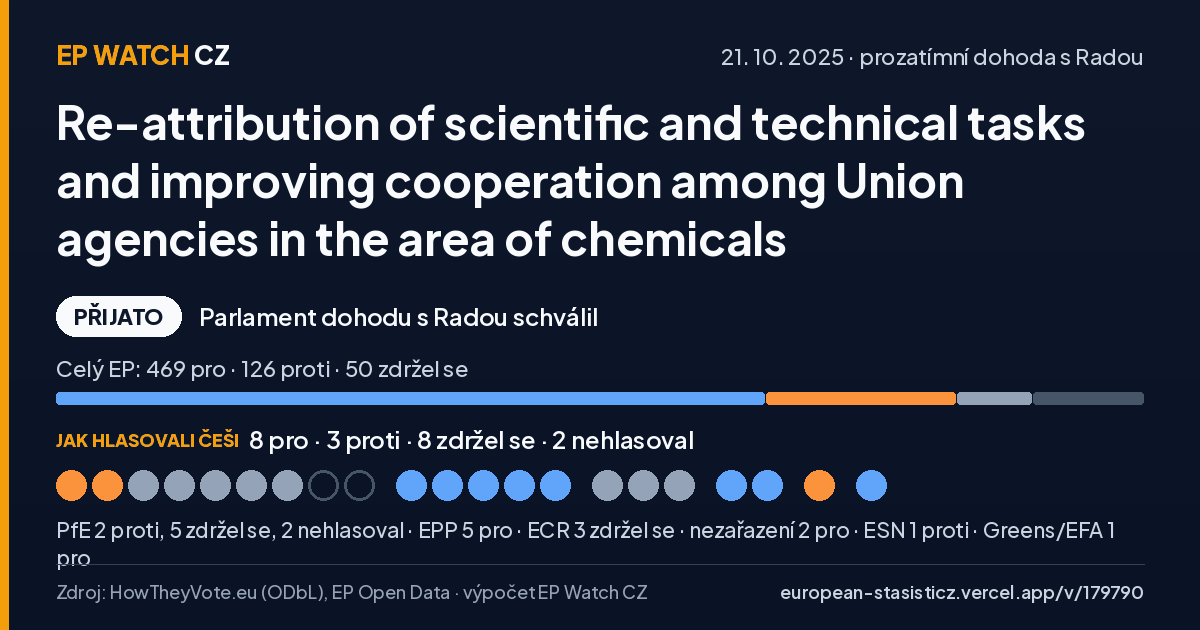 EP WATCH CZ
21. 10. 2025 · prozatímní dohoda s Radou
Re-attribution of scientific and technical tasks
and improving cooperation among Union
agencies in the area of chemicals
PŘIJATO Parlament dohodu s Radou schválil
Celý EP: 469 pro · 126 proti · 50 zdržel se
JAK HLASOVALI ČEŠI 8 pro · 3 proti · 8 zdržel se · 2 nehlasoval
PfE 2 proti, 5 zdržel se, 2 nehlasoval · EPP 5 pro · ECR 3 zdržel se · nezařazení 2 pro · ESN 1 proti · Greens/EFA 1
pro
Zdroj: HowTheyVote.eu (ODbL), EP Open Data · výpočet EP Watch CZ
european-stasisticz.vercel.app/v/179790